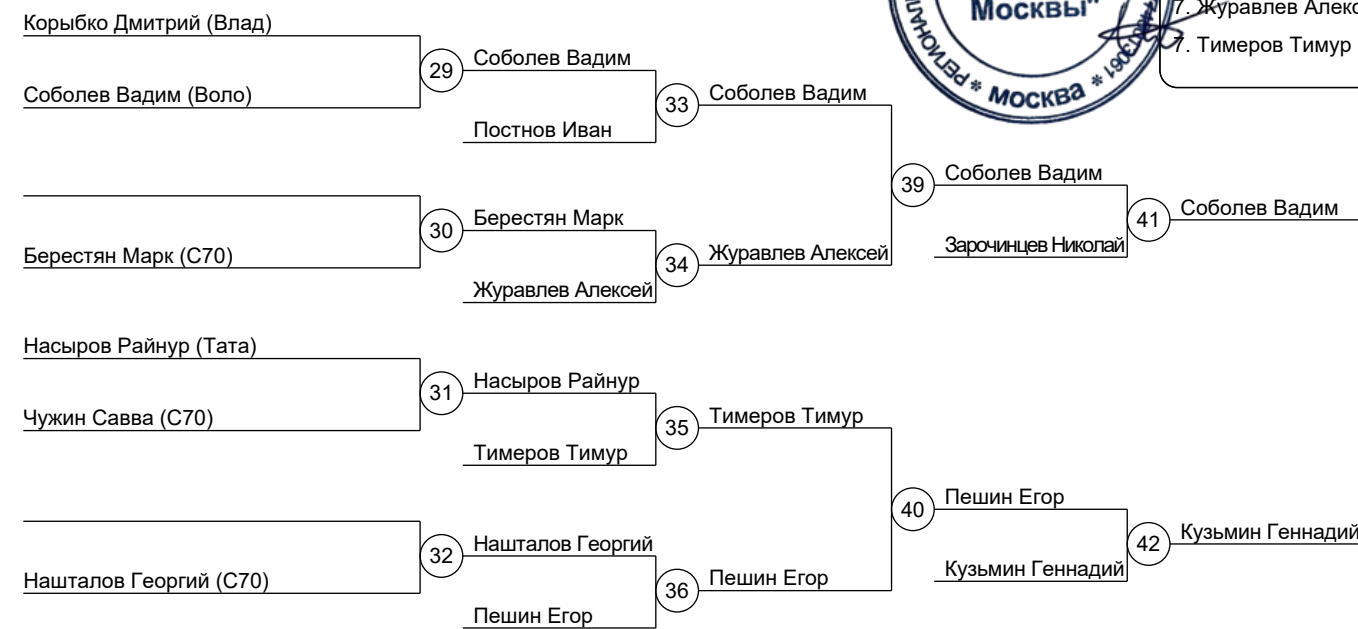 Корыбко Дмитрий (Влад)
29
Соболев Вадим
Соболев Вадим (Воло)
33
Соболев Вадим
Постнов Иван
39
Соболев Вадим
30
Берестян Марк
41
Соболев Вадим
Берестян Марк (С70)
34
Журавлев Алексей
Зарочинцев Николай
Журавлев Алексей
Насыров Райнур (Тата)
31
Насыров Райнур
Чужин Савва (С70)
35
Тимеров Тимур
Тимеров Тимур
40
Пешин Егор
32
Нашталов Георгий
42
Кузьмин Геннадий
Нашталов Георгий (С70)
36
Пешин Егор
Кузьмин Геннадий
Пешин Егор
Москвы"
* МОСКВА *
7. Журавлев Алекс
7. Тимеров Тимур